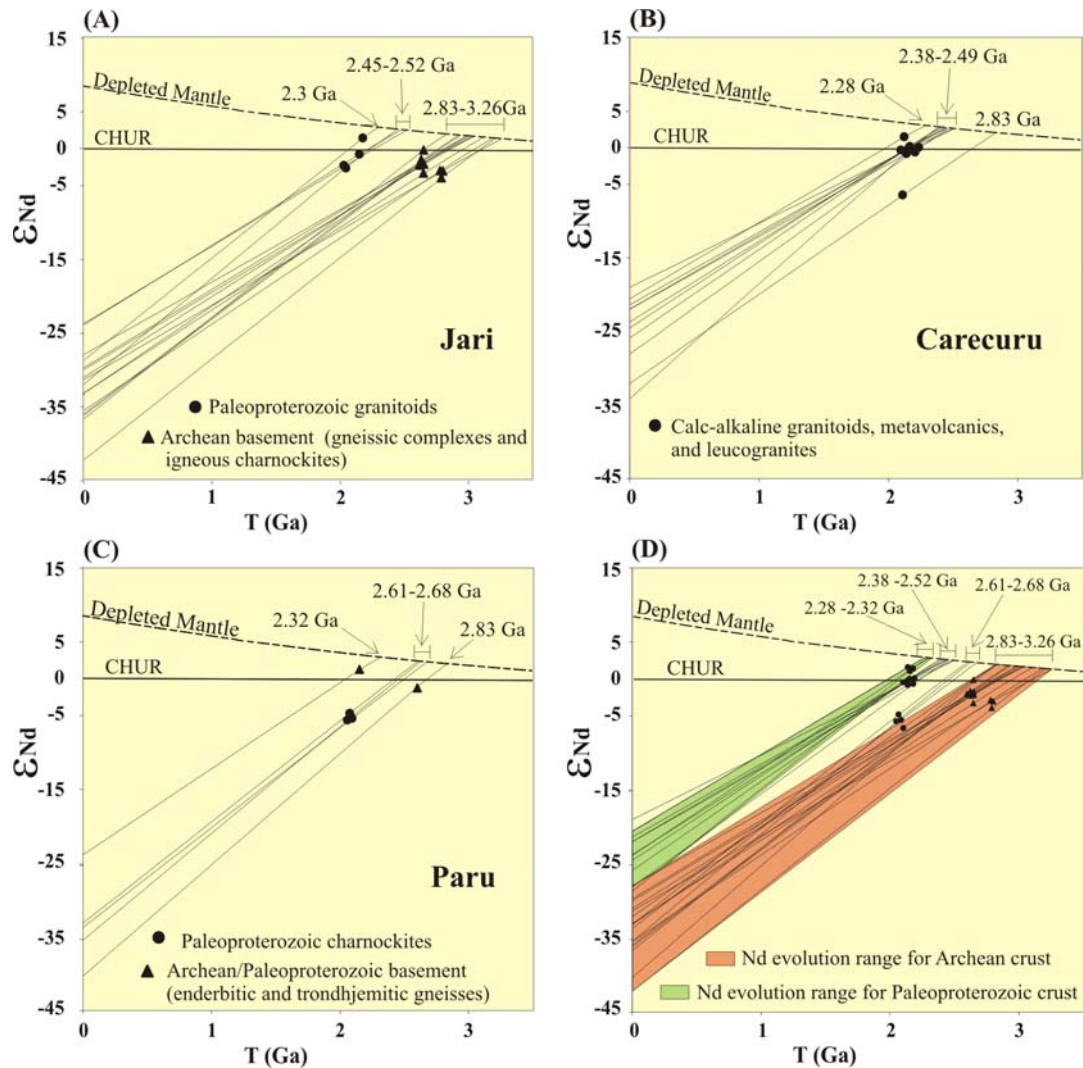 (A)
15
5
0
-5
-15
-25
-35
-45
εNd
Depleted Mantle
CHUR
2.3 Ga
2.45-2.52 Ga
2.83-3.26Ga
Jari
Paleoproterozoic granitoids
Archean basement (gneissic complexes and
igneous charnockites)
0 1 2 3
T (Ga)
(B)
15
5
0
-5
-15
-25
-35
-45
εNd
Depleted Mantle
CHUR
2.28 Ga
2.38-2.49 Ga
2.83 Ga
Carecuru
Calc-alkaline granitoids, metavolcanics,
and leucogranites
0 1 2 3
T (Ga)
(C)
15
5
0
-5
-15
-25
-35
-45
εNd
Depleted Mantle
CHUR
2.32 Ga
2.61-2.68 Ga
2.83 Ga
Paru
Paleoproterozoic charnockites
Archean/Paleoproterozoic basement
(enderbitic and trondhjemitic gneisses)
0 1 2 3
T (Ga)
(D)
15
5
0
-5
-15
-25
-35
-45
εNd
Depleted Mantle
CHUR
2.38 -2.52 Ga
2.61-2.68 Ga
2.28 -2.32 Ga
2.83-3.26 Ga
Nd evolution range for Archean crust
Nd evolution range for Paleoproterozoic crust
0 1 2 3
T (Ga)